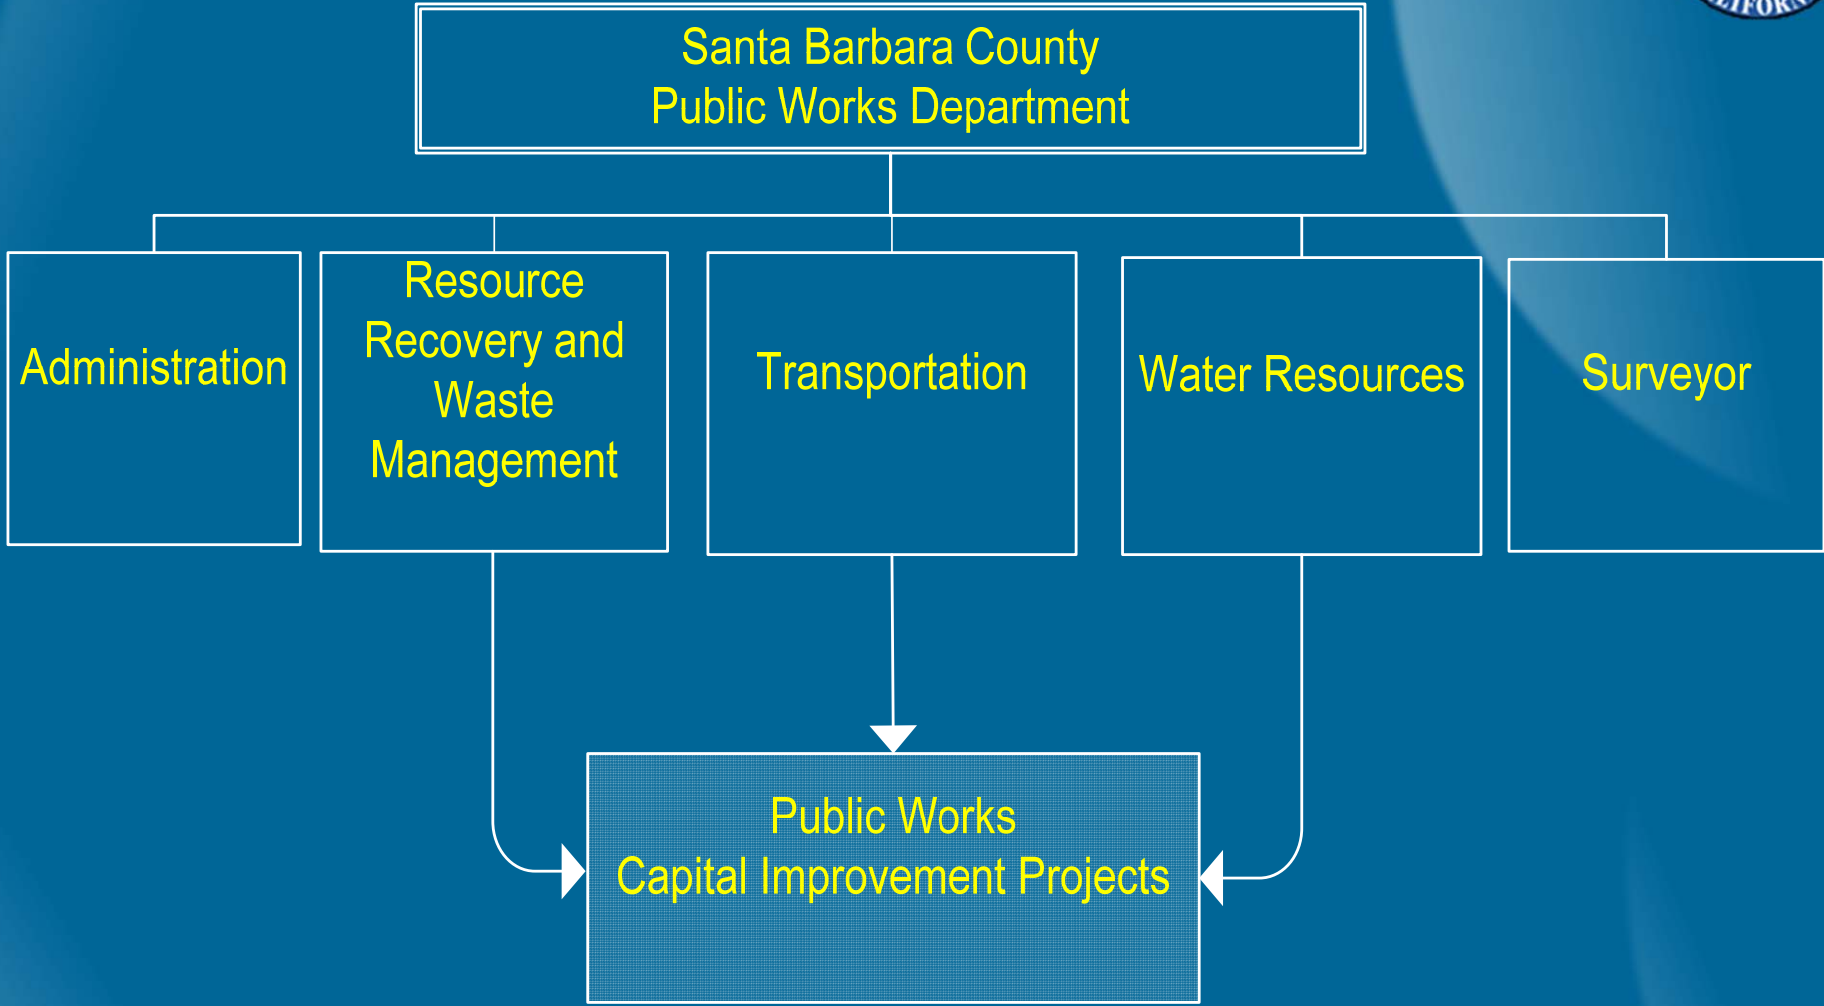 Santa Barbara County
Public Works Department
Administration
Resource
Recovery and
Waste
Management
Transportation
Water Resources
Surveyor
Public Works
Capital Improvement Projects